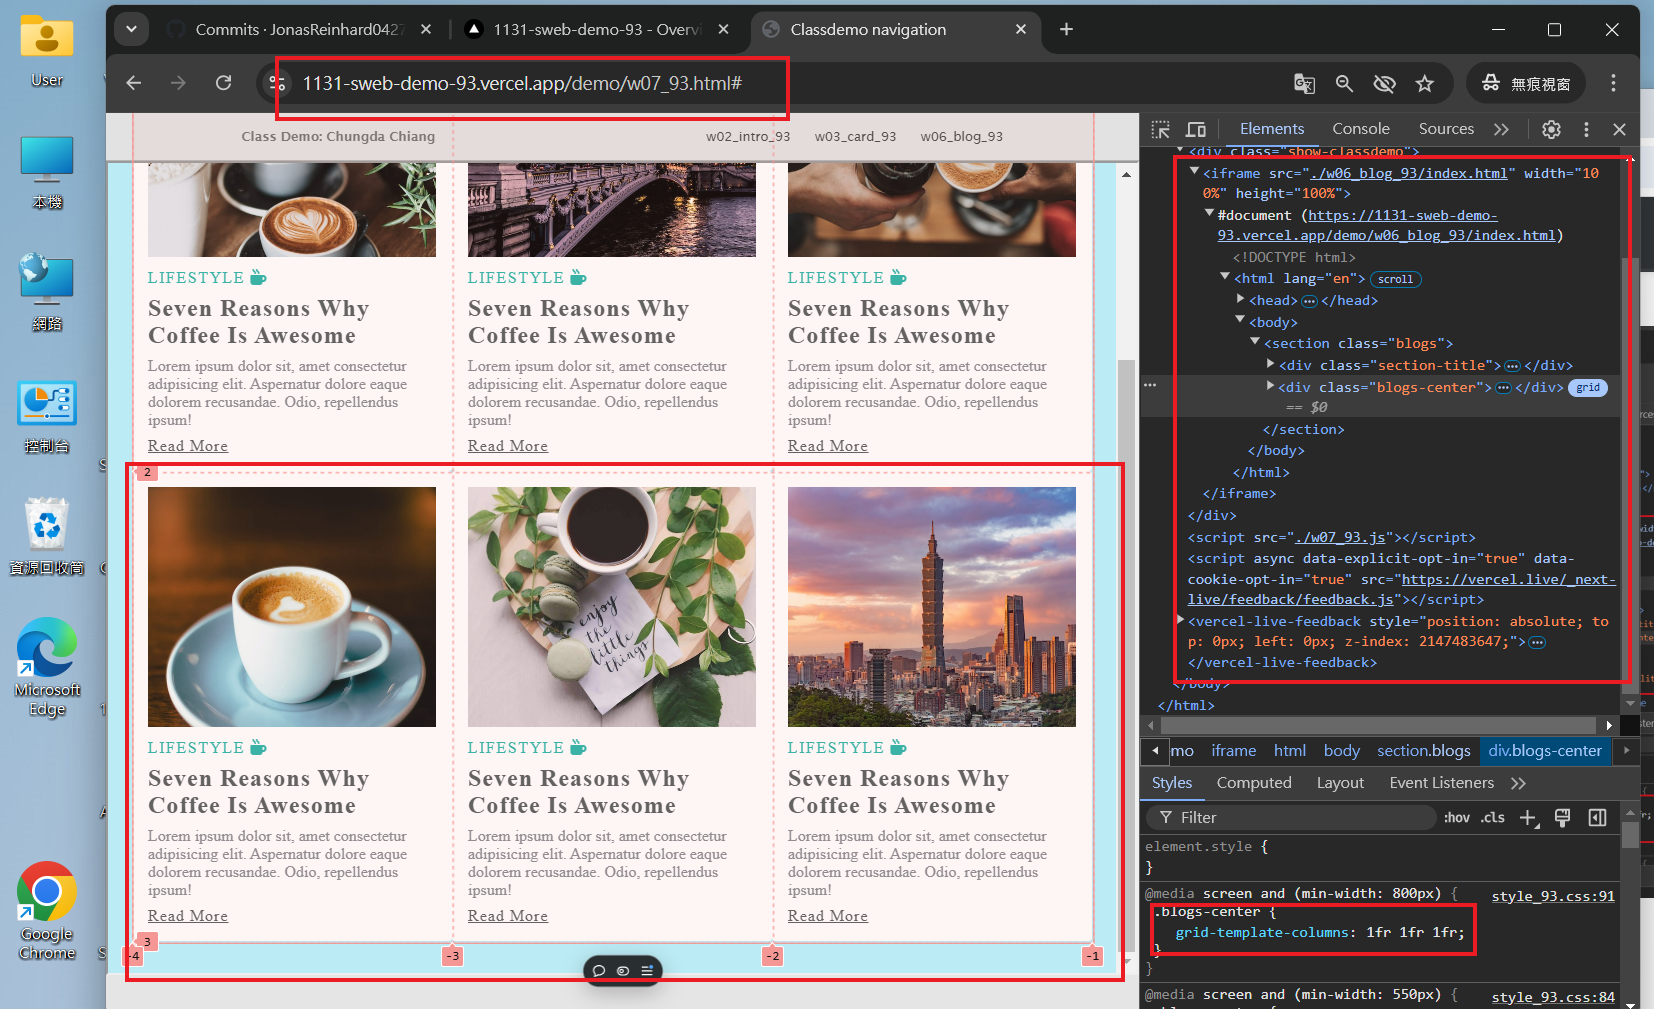 User
本機
網路
控制台
資源回收筒
Microsoft
Edge
Google
Chrome
Commits · JonasReinhard0427
1131-sweb-demo-93 - Overvi
Classdemo navigation
1131-sweb-demo-93.vercel.app/demo/w07_93.html#
無痕視窗
Class Demo: Chungda Chiang
w02_intro_93
w03_card_93
w06_blog_93
LIFESTYLE
Seven Reasons Why
Coffee Is Awesome
Lorem ipsum dolor sit, amet consectetur
adipisicing elit. Aspernatur dolore eaque
dolorem recusandae. Odio, repellendus
ipsum!
Read More
LIFESTYLE
Seven Reasons Why
Coffee Is Awesome
Lorem ipsum dolor sit, amet consectetur
adipisicing elit. Aspernatur dolore eaque
dolorem recusandae. Odio, repellendus
ipsum!
Read More
LIFESTYLE
Seven Reasons Why
Coffee Is Awesome
Lorem ipsum dolor sit, amet consectetur
adipisicing elit. Aspernatur dolore eaque
dolorem recusandae. Odio, repellendus
ipsum!
Read More
2
enjoy
the
little
things
LIFESTYLE
Seven Reasons Why
Coffee Is Awesome
Lorem ipsum dolor sit, amet consectetur
adipisicing elit. Aspernatur dolore eaque
dolorem recusandae. Odio, repellendus
ipsum!
Read More
LIFESTYLE
Seven Reasons Why
Coffee Is Awesome
Lorem ipsum dolor sit, amet consectetur
adipisicing elit. Aspernatur dolore eaque
dolorem recusandae. Odio, repellendus
ipsum!
Read More
LIFESTYLE
Seven Reasons Why
Coffee Is Awesome
Lorem ipsum dolor sit, amet consectetur
adipisicing elit. Aspernatur dolore eaque
dolorem recusandae. Odio, repellendus
ipsum!
Read More
3
-4
-3
-2
-1
Elements
Console
Sources
<div class="show-classdemo">
<iframe src="./w06_blog_93/index.html" width="10
0%" height="100%">
#document (https://1131-sweb-demo-
93.vercel.app/demo/w06_blog_93/index.html)
<!DOCTYPE html>
<html lang="en"> scroll
<head> ⋯ </head>
<body>
<section class="blogs">
<div class="section-title"> ⋯ </div>
<div class="blogs-center"> ⋯ </div> grid
== $0
</section>
</body>
</html>
</iframe>
</div>
<script src="./w07_93.js"></script>
<script async data-explicit-opt-in="true" data-
cookie-opt-in="true" src="https://vercel.live/_next-
live/feedback/feedback.js"></script>
<vercel-live-feedback style="position: absolute; to
p: 0px; left: 0px; z-index: 2147483647;"> ⋯
</vercel-live-feedback>
</body>
</html>
mo iframe html body section.blogs div.blogs-center
Styles
Computed
Layout
Event Listeners
Filter
:hov .cls
element.style {
}
@media screen and (min-width: 800px) {
style_93.css:91
.blogs-center {
grid-template-columns: 1fr 1fr 1fr;
}
}
@media screen and (min-width: 550px) {
style_93.css:84